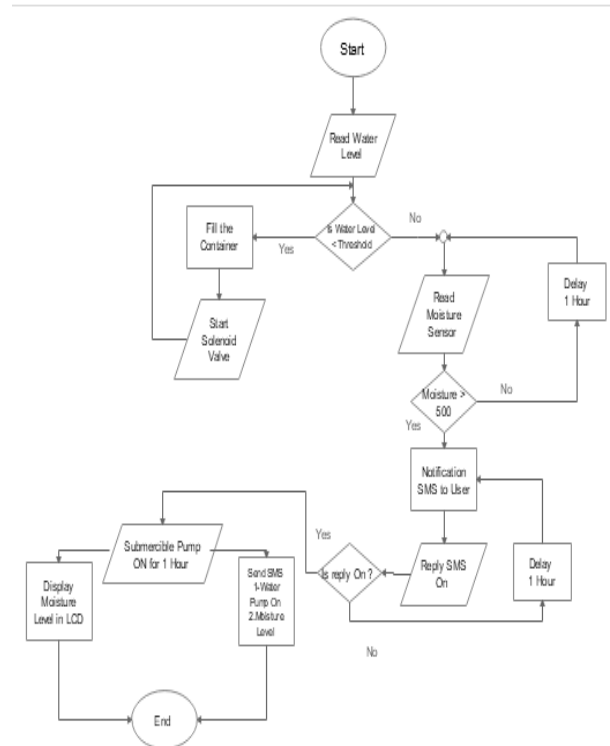 Start
Read Water
Level
Is Water Level
< Threshold
Yes
No
Fill the
Container
Start
Solenoid
Valve
Read
Moisture
Sensor
Delay
1 Hour
Moisture >
500
No
Yes
Notification
SMS to User
Reply SMS
On
Delay
1 Hour
Is reply On ?
Yes
No
Submercible Pump
ON for 1 Hour
Display
Moisture
Level in LCD
Send SMS
1-Water
Pump On
2.Moisture
Level
End